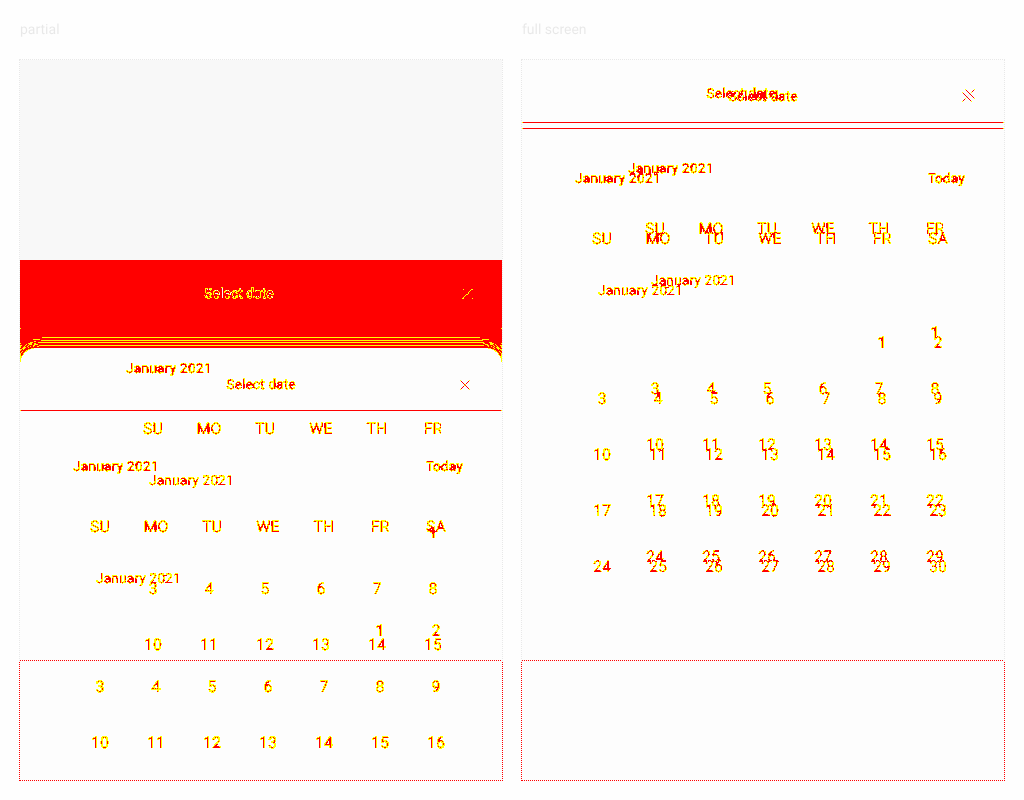 partial
full screen
Select date
January 2021
Select date
SU MO TU WE TH FR
January 2021 Today
January 2021
SU MO TU WE TH FR SA
1
January 2021
3 4 5 6 7 8
1 2
10 11 12 13 14 15
3 4 5 6 7 8 9
10 11 12 13 14 15 16
Select date
Select date
January 2021
January 2021 Today
SU MO TU WE TH FR
SU MO TU WE TH FR SA
January 2021
January 2021
1
1 2
3 4 5 6 7 8
3 4 5 6 7 8 9
10 11 12 13 14 15
10 11 12 13 14 15 16
17 18 19 20 21 22
17 18 19 20 21 22 23
24 25 26 27 28 29
24 25 26 27 28 29 30